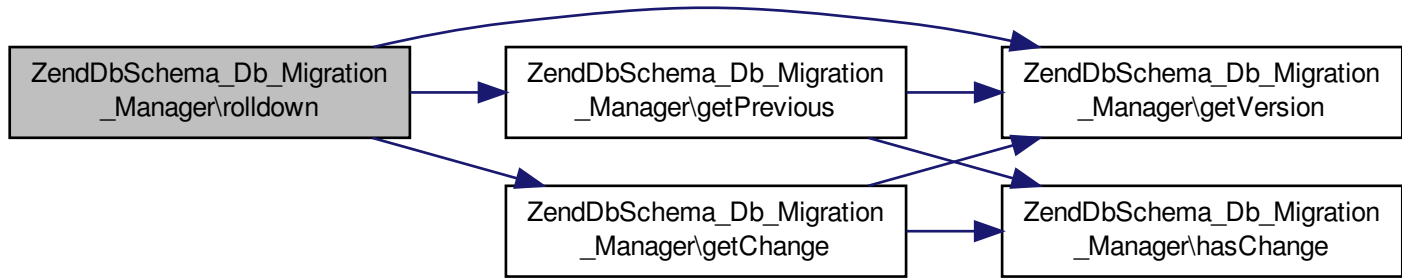 ZendDbSchema_Db_Migration
_Manager\rolldown
ZendDbSchema_Db_Migration
_Manager\getPrevious
ZendDbSchema_Db_Migration
_Manager\getVersion
ZendDbSchema_Db_Migration
_Manager\getChange
ZendDbSchema_Db_Migration
_Manager\hasChange